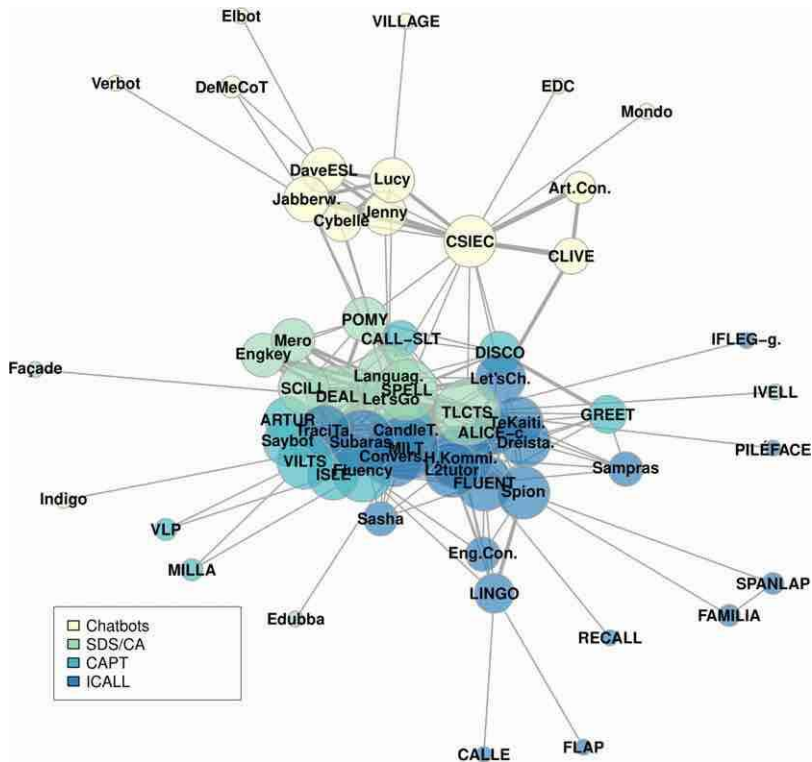 Elbot
VILLAGE
Verbot
DeMeCoT
EDC
Mondo
DaveESL
Lucy
Art.Con.
Jabberw.
Jenny
Cybelle
CSIEC
CLIVE
POMY
Mero
CALL-SLT
IFLEG-g.
Engkey
DISCO
Façade
Languag.
Let'sCh.
SCILL
SPELL
IVELL
DEAL
Let'sGo
TLCTS
GREET
ARTUR
TraciTa.
CandleT.
TeKaiti.
Saybot
Subaras.
ALICE-c.
Dreista.
MILT
PILÉFACE
VILTS
Convers.
H.Kommi.
ISLE
Fluency
L2tutor
Sampras
FLUENT
Spion
Indigo
Sasha
VLP
Eng.Con.
MILLA
SPANLAP
LINGO
FAMILIA
Edubba
RECALL
Chatbots
SDS/CA
CAPT
ICALL
CALLE
FLAP